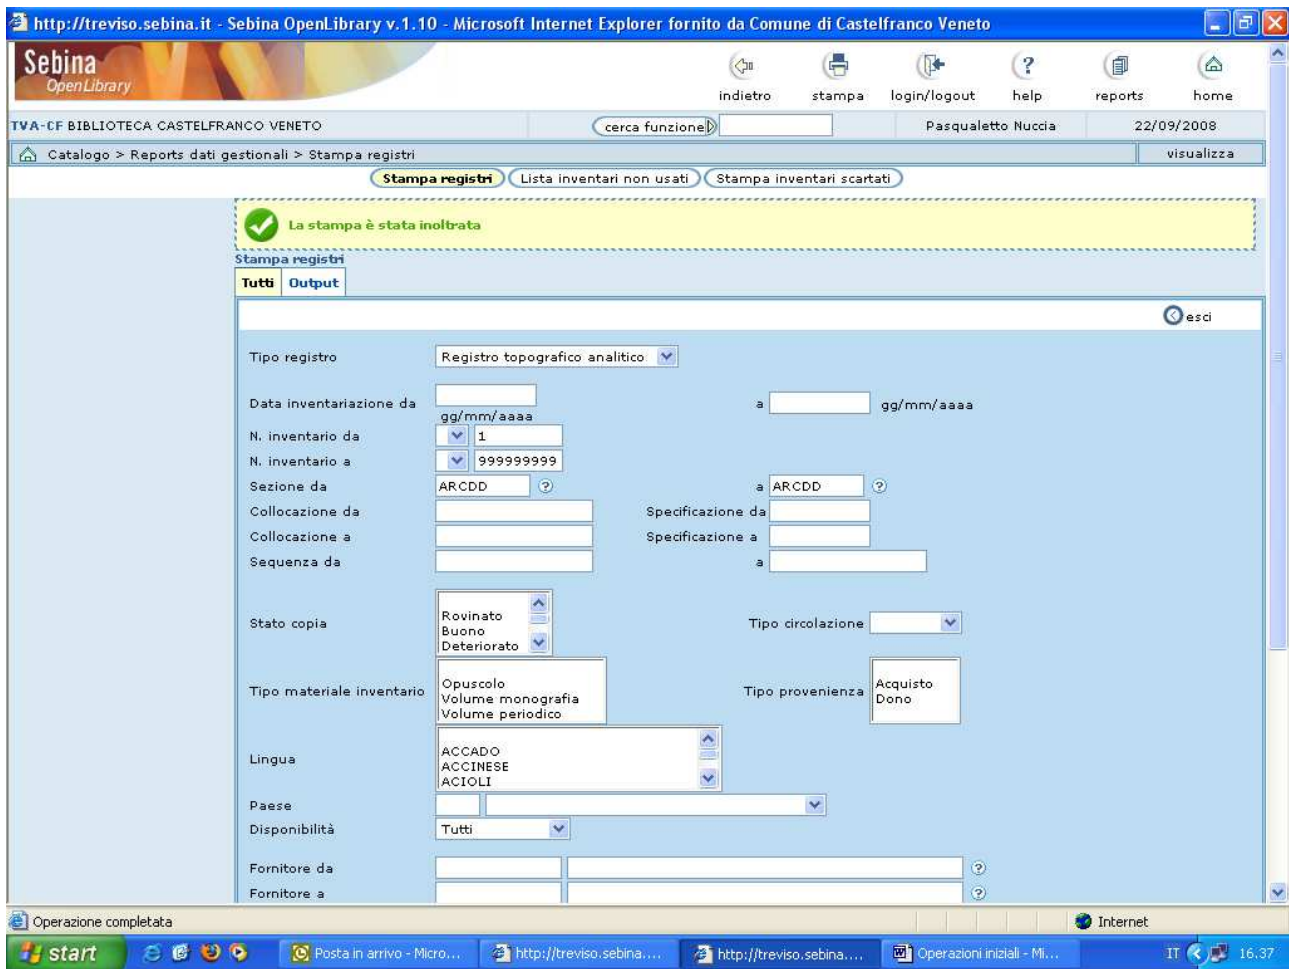 http://treviso.sebina.it - Sebina OpenLibrary v.1.10 - Microsoft Internet Explorer fornito da Comune di Castelfranco Veneto
Sebina
OpenLibrary
indietro stampa login/logout help reports home
TVA-CF BIBLIOTECA CASTELFRANCO VENETO cerca funzione Pasqualetto Nuccia 22/09/2008
Catalogo > Reports dati gestionali > Stampa registri visualizza
Stampa registri Lista inventari non usati Stampa inventari scartati
La stampa è stata inoltrata
Stampa registri
Tutti Output
esci
Tipo registro Registro topografico analitico
Data inventariazione da a gg/mm/aaaa
gg/mm/aaaa
N. inventario da 1
N. inventario a 999999999
Sezione da ARCDD ? a ARCDD ?
Collocazione da Specificazione da
Collocazione a Specificazione a
Sequenza da a
Stato copia Rovinato Tipo circolazione
Buono
Deteriorato
Tipo materiale inventario Opuscolo Tipo provenienza Acquisto
Volume monografia Dono
Volume periodico
Lingua ACCADO
ACCINESE
ACIOLI
Paese
Disponibilità Tutti
Fornitore da ?
Fornitore a ?
Operazione completata Internet
start Posta in arrivo - Micro... http://treviso.sebina.... http://treviso.sebina.... Operazioni iniziali - Mi... IT 16.37